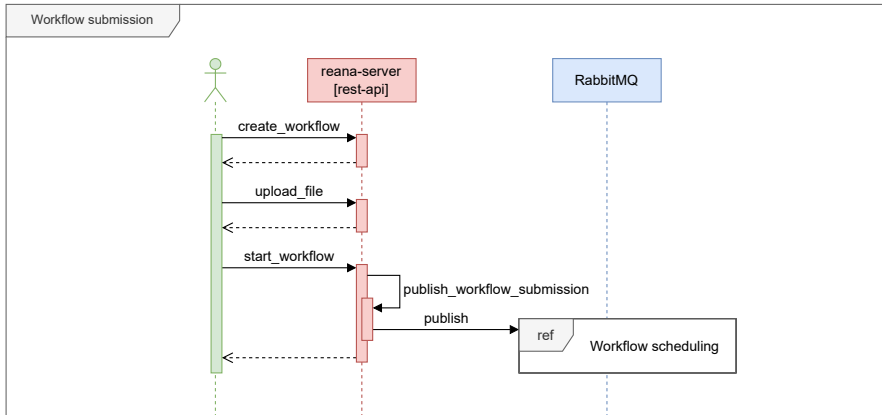 Workflow submission
reana-server
[rest-api]
RabbitMQ
create_workflow
upload_file
start_workflow
publish_workflow_submission
publish
ref
Workflow scheduling